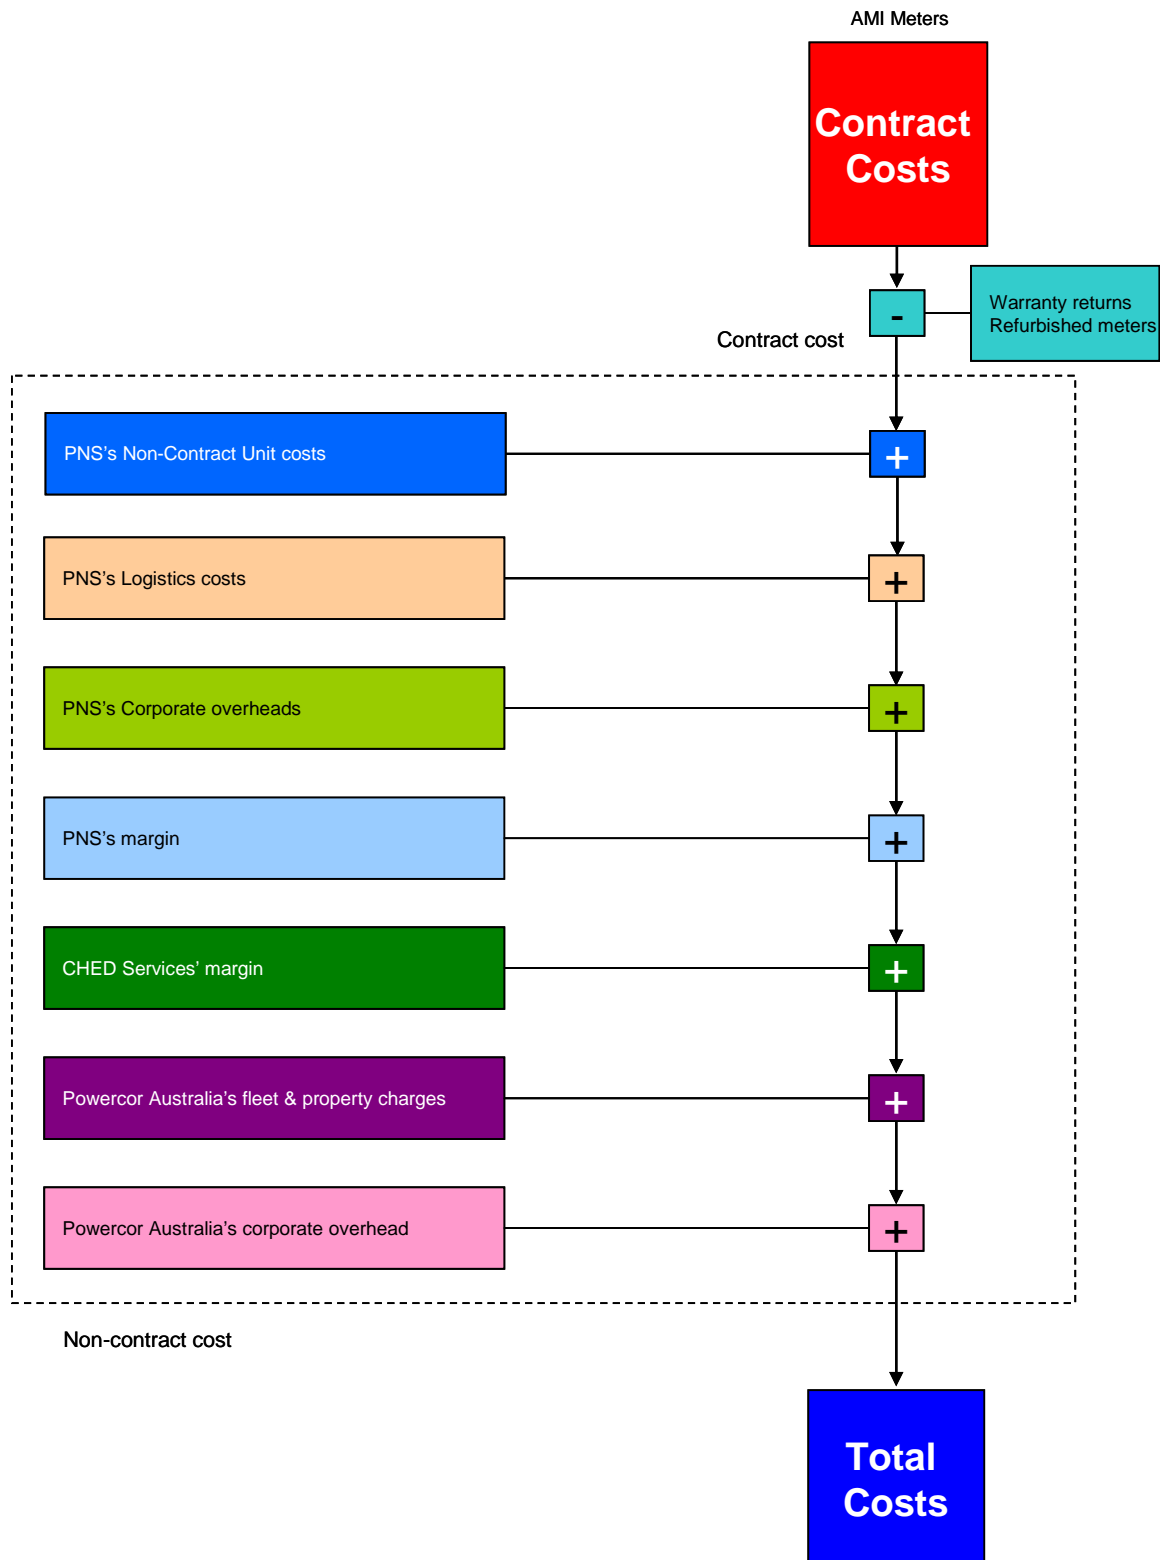 AMI Meters
Contract
Costs
-
Warranty returns
Refurbished meters
Contract cost
PNS's Non-Contract Unit costs
+
PNS's Logistics costs
+
PNS's Corporate overheads
+
PNS's margin
+
CHED Services' margin
+
Powercor Australia's fleet & property charges
+
Powercor Australia's corporate overhead
+
Non-contract cost
Total
Costs